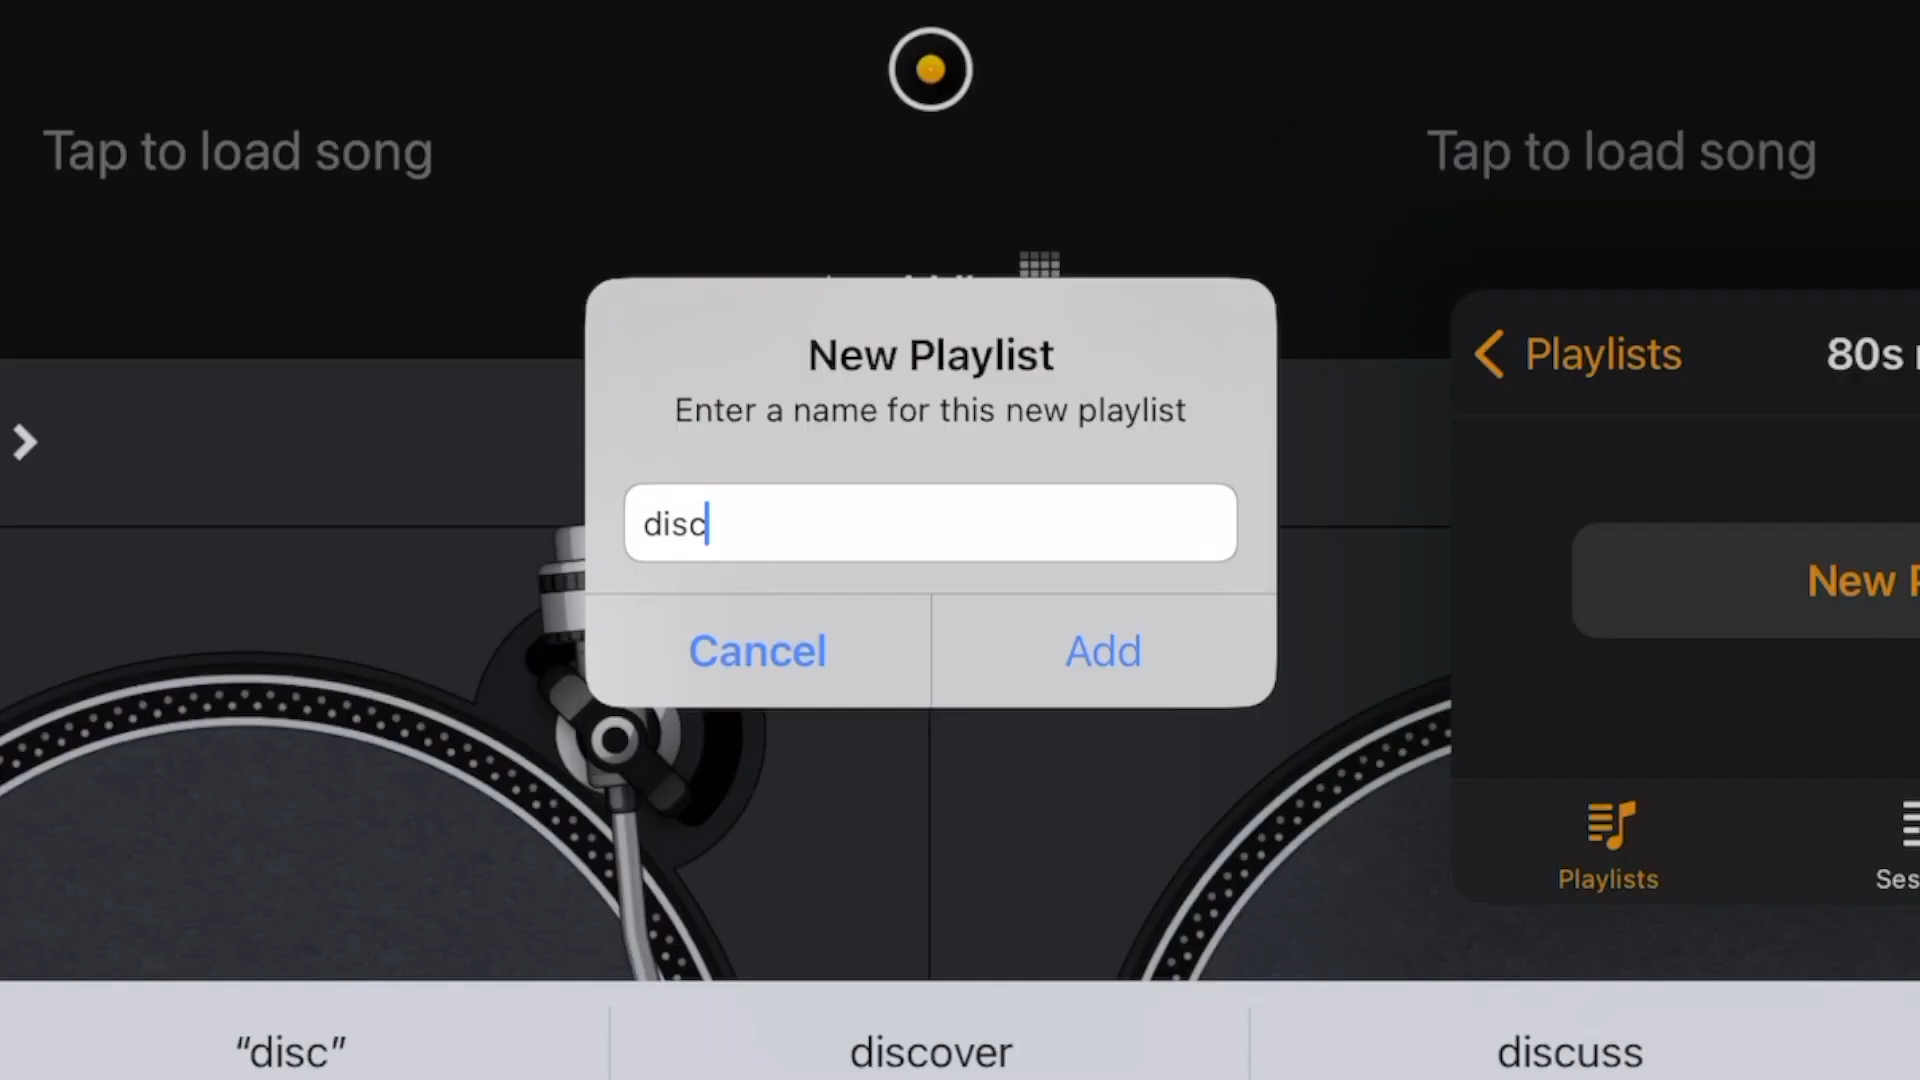 Tap to load song
Tap to load song
New Playlist
Enter a name for this new playlist
disc
Cancel
Add
Playlists
80s
New
Playlists
Ses
"disc"
discover
discuss